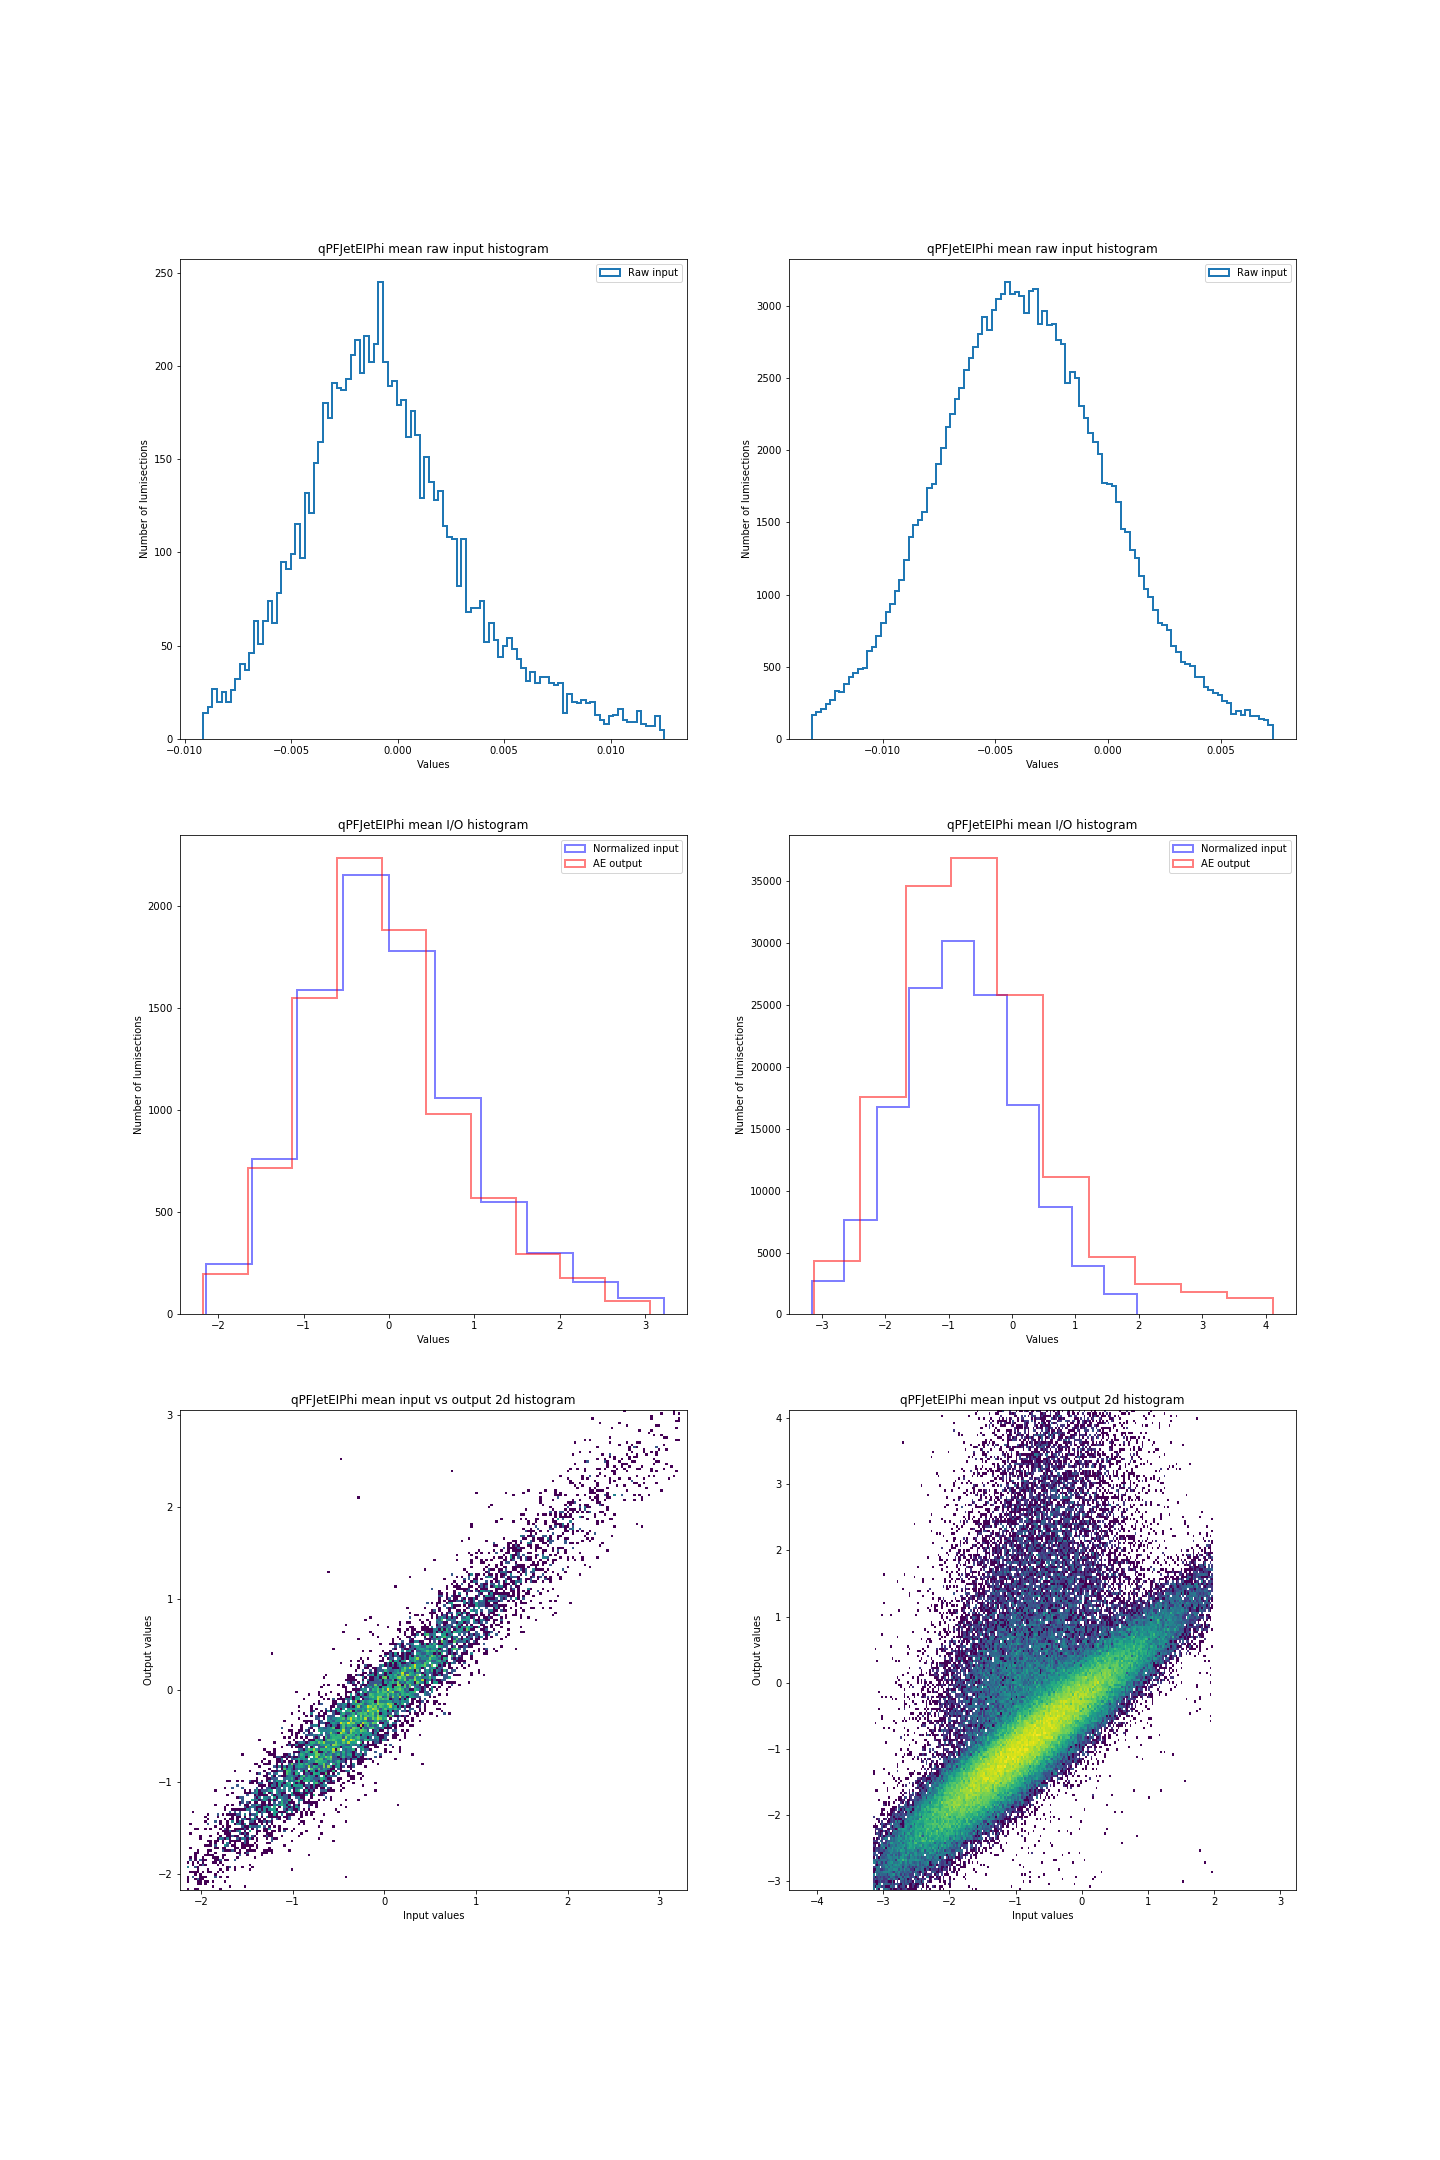 qPFJetEIPhi mean raw input histogram
Raw input
Number of lumisections
250
200
150
100
50
0
−0.010 −0.005 0.000 0.005 0.010
Values
qPFJetEIPhi mean raw input histogram
Raw input
Number of lumisections
3000
2500
2000
1500
1000
500
0
−0.010 −0.005 0.000 0.005
Values
qPFJetEIPhi mean I/O histogram
Normalized input
AE output
Number of lumisections
2000
1500
1000
500
0
−2 −1 0 1 2 3
Values
qPFJetEIPhi mean I/O histogram
Normalized input
AE output
Number of lumisections
35000
30000
25000
20000
15000
10000
5000
0
−3 −2 −1 0 1 2 3 4
Values
qPFJetEIPhi mean input vs output 2d histogram
Output values
3
2
1
0
−1
−2
−2 −1 0 1 2 3
Input values
qPFJetEIPhi mean input vs output 2d histogram
Output values
4
3
2
1
0
−1
−2
−3
−4 −3 −2 −1 0 1 2 3
Input values